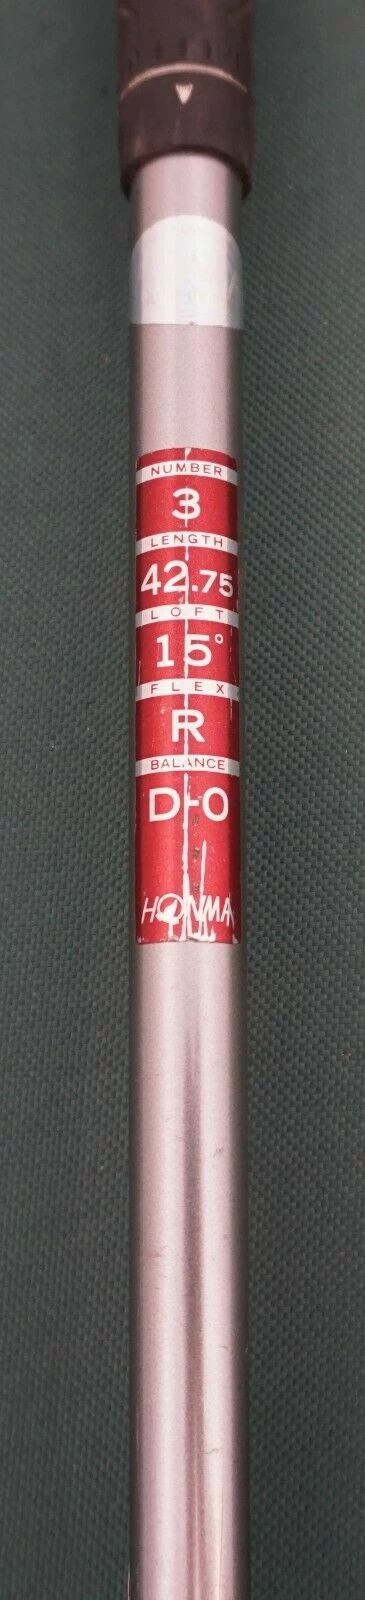 NUMBER
3
LENGTH
42.75
LOFT
15°
FLEX
R
BALANCE
D-0
HONMA